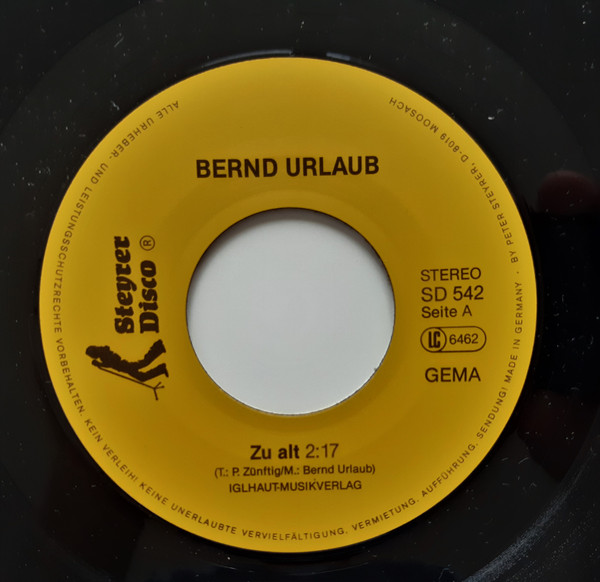 BERND URLAUB
Steyrer
Disco ®
STEREO
SD 542
Seite A
LC 6462
GEMA
Zu alt 2:17
(T.: P. Zünftig/M.: Bernd Urlaub)
IGLHAUT-MUSIKVERLAG
ALLE URHEBER- UND LEISTUNGSSCHUTZRECHTE VORBEHALTEN. KEIN VERLEIH! KEINE UNERLAUBTE VERVIELFÄLTIGUNG, VERMIETUNG, AUFFÜHRUNG, SENDUNG! MADE IN GERMANY · BY PETER STEYRER, D-8019 MOOSACH